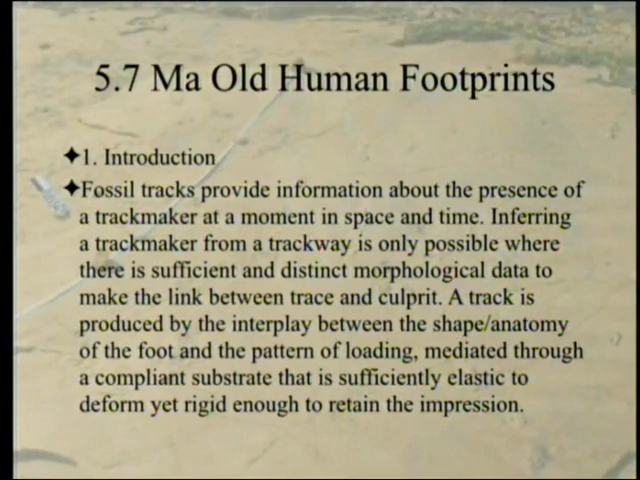 5.7 Ma Old Human Footprints
✦1. Introduction
✦Fossil tracks provide information about the presence of
a trackmaker at a moment in space and time. Inferring
a trackmaker from a trackway is only possible where
there is sufficient and distinct morphological data to
make the link between trace and culprit. A track is
produced by the interplay between the shape/anatomy
of the foot and the pattern of loading, mediated through
a compliant substrate that is sufficiently elastic to
deform yet rigid enough to retain the impression.